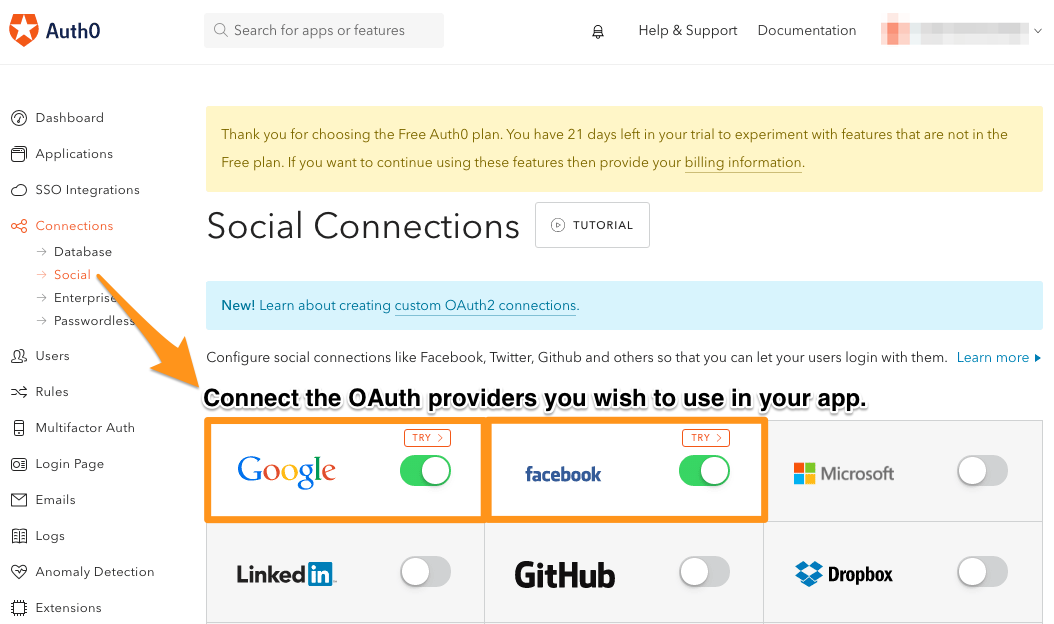 Auth0
Search for apps or features
Help & Support
Documentation
Dashboard
Applications
SSO Integrations
Connections
Database
Social
Enterprise
Passwordless
Users
Rules
Multifactor Auth
Login Page
Emails
Logs
Anomaly Detection
Extensions
Thank you for choosing the Free Auth0 plan. You have 21 days left in your trial to experiment with features that are not in the
Free plan. If you want to continue using these features then provide your billing information.
Social Connections
TUTORIAL
New! Learn about creating custom OAuth2 connections.
Configure social connections like Facebook, Twitter, Github and others so that you can let your users login with them. Learn more
Connect the OAuth providers you wish to use in your app.
TRY
Google
TRY
facebook
Microsoft
LinkedIn
GitHub
Dropbox